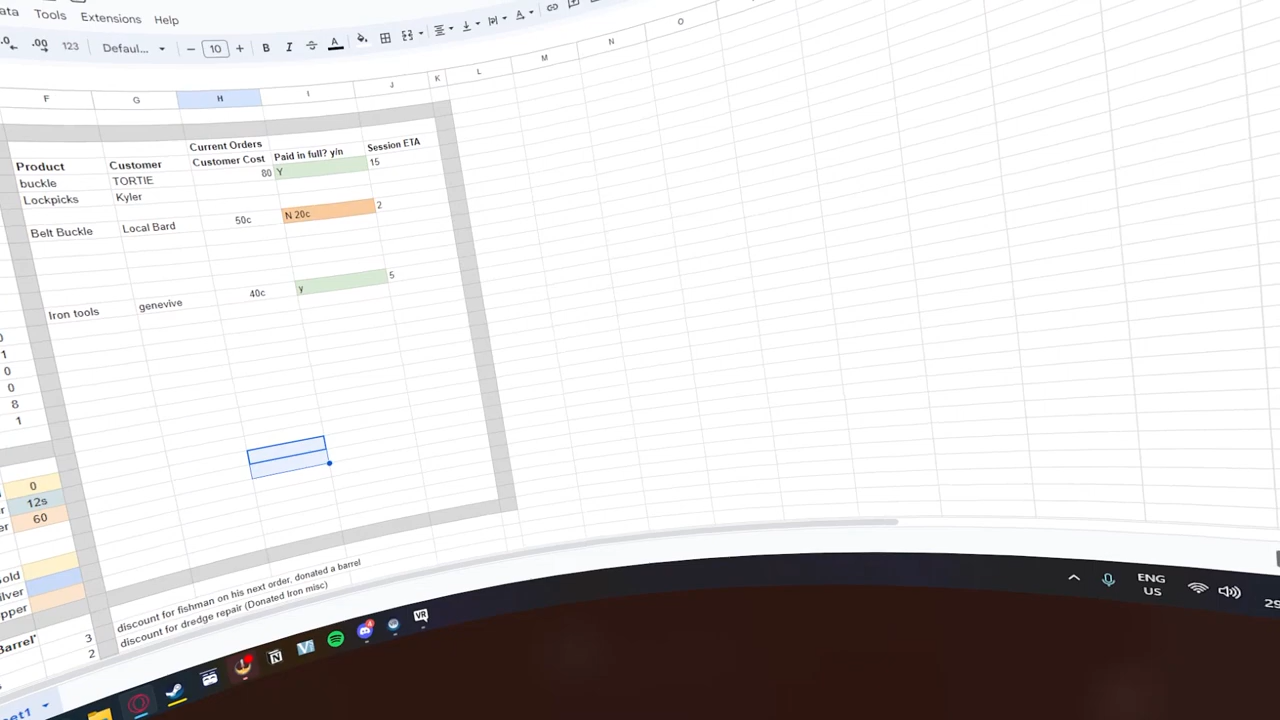 Tools Extensions Help
.00 123 Defaul... 10 B I A
F G H I J K L M N O
Current Orders
Product Customer Customer Cost Paid in full? y/n Session ETA
buckle TORTIE 80 Y 15
Lockpicks Kyler
Belt Buckle Local Bard 50c N 20c 2
Iron tools genevive 40c y 5
1
0
0
8
1
0
12s
60
3
2
discount for fishman on his next order, donated a barrel
discount for dredge repair (Donated Iron misc)
VR
ENG
US